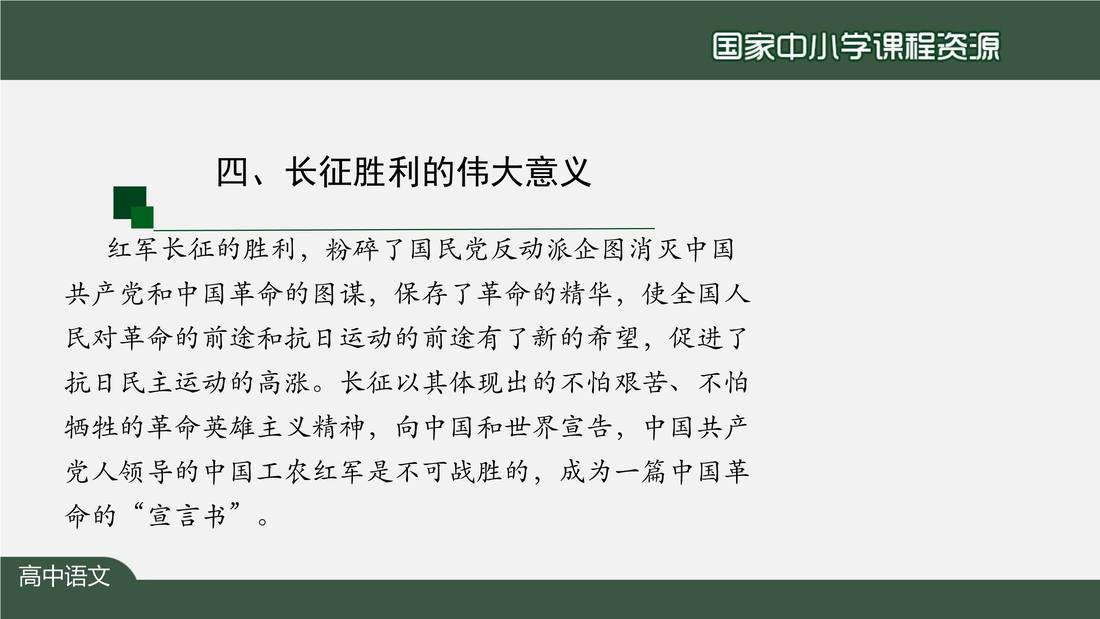 国家中小学课程资源
四、长征胜利的伟大意义
红军长征的胜利，粉碎了国民党反动派企图消灭中国
共产党和中国革命的图谋，保存了革命的精华，使全国人
民对革命的前途和抗日运动的前途有了新的希望，促进了
抗日民主运动的高涨。长征以其体现出的不怕艰苦、不怕
牺牲的革命英雄主义精神，向中国和世界宣告，中国共产
党人领导的中国工农红军是不可战胜的，成为一篇中国革
命的“宣言书”。
高中语文